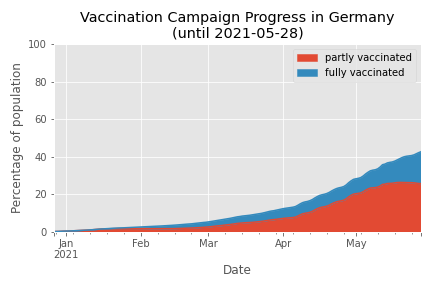 Vaccination Campaign Progress in Germany
(until 2021-05-28)
partly vaccinated
fully vaccinated
Percentage of population
100
80
60
40
20
0
Jan
2021
Feb
Mar
Apr
May
Date